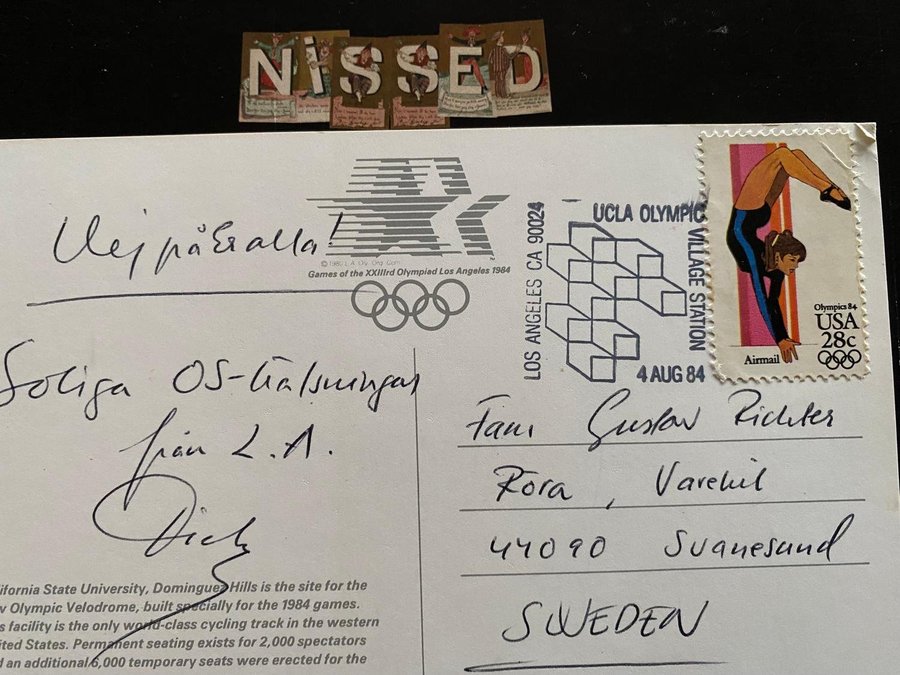 NiSSED
Hej på Er alla!
© 1980 L.A. Oly. Org. Com.
Games of the XXIIIrd Olympiad Los Angeles 1984
LOS ANGELES CA 90024
UCLA OLYMPIC VILLAGE STATION
4 AUG 84
Olympics 84
USA
28c
Airmail
Soliga OS-hälsningar
från L.A.
Fam Gustav Richter
Röra, Varekil
44090 Svanesund
SWEDEN
ifornia State University, Dominguez Hills is the site for the
w Olympic Velodrome, built specially for the 1984 games.
s facility is the only world-class cycling track in the western
ited States. Permanent seating exists for 2,000 spectators
d an additional 6,000 temporary seats were erected for the